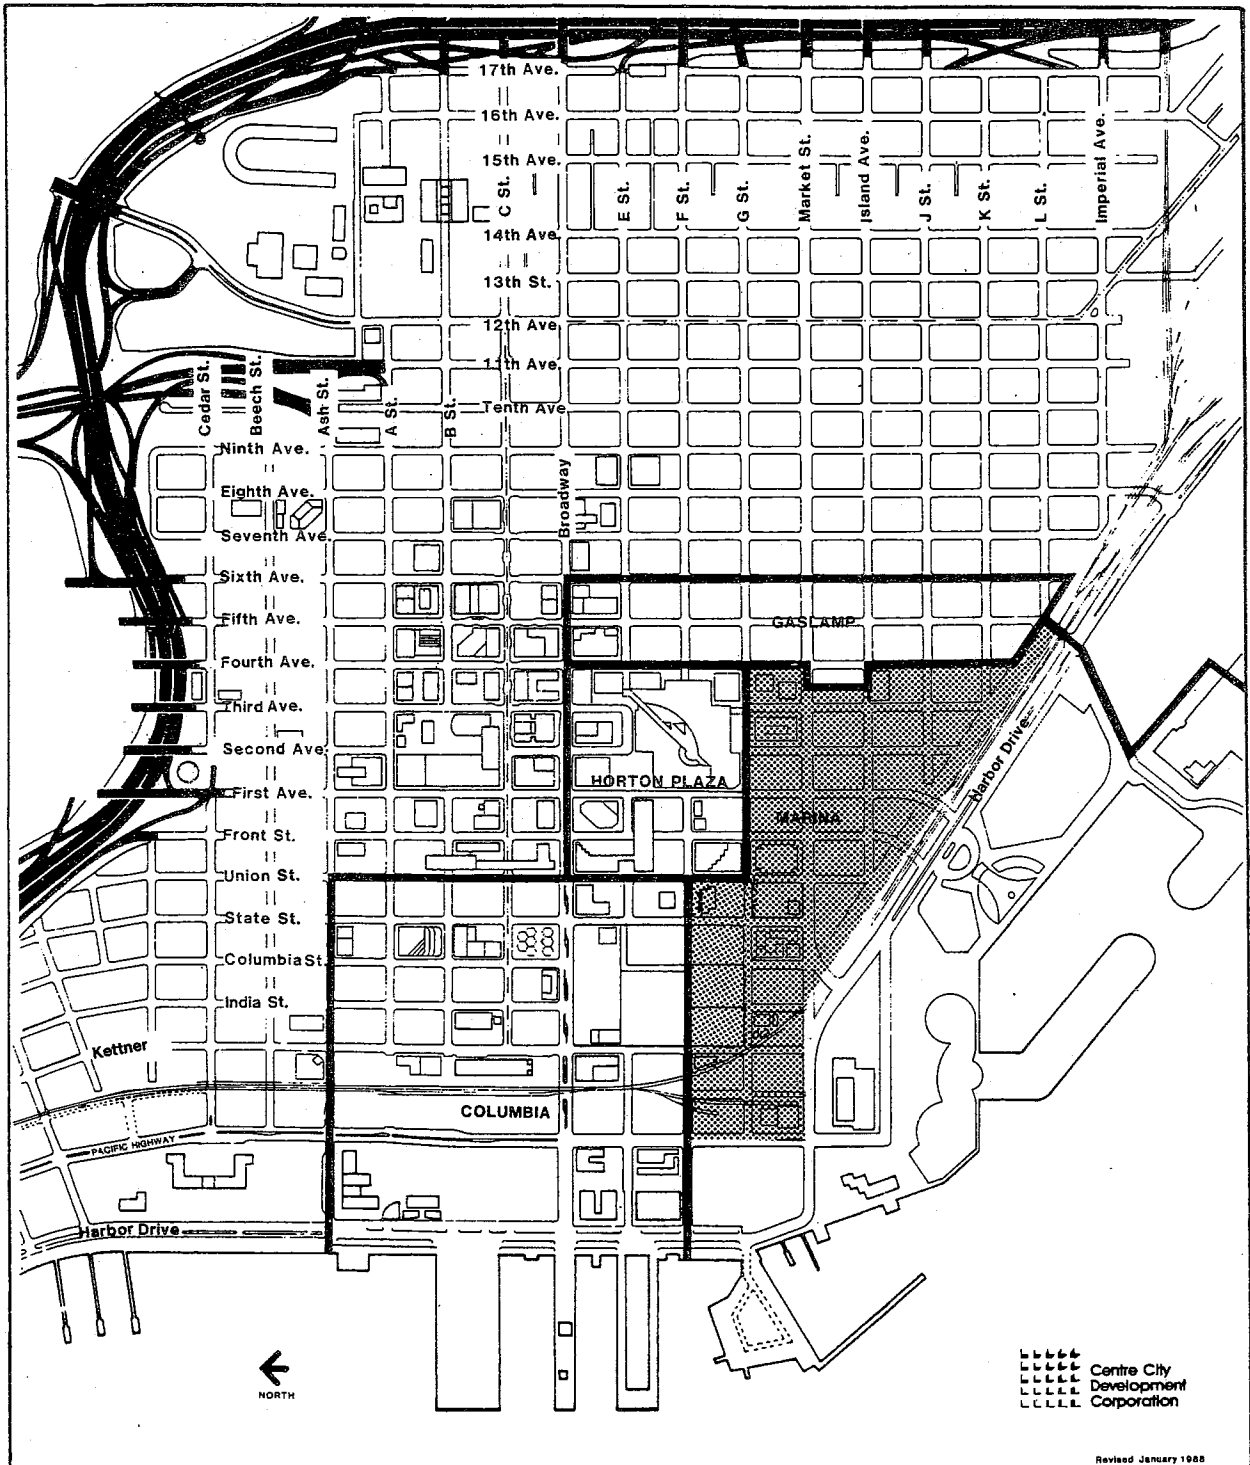 17th Ave.
16th Ave.
15th Ave.
C St.
E St.
F St.
G St.
Market St.
Island Ave.
J St.
K St.
L St.
Imperial Ave.
14th Ave.
13th St.
12th Ave.
11th Ave.
Cedar St.
Beech St.
Ash St.
A St.
B St.
Tenth Ave.
Ninth Ave.
Broadway
Eighth Ave.
Seventh Ave.
Sixth Ave.
Fifth Ave.
GASLAMP
Fourth Ave.
Third Ave.
Second Ave.
Harbor Drive
HORTON PLAZA
First Ave.
MARINA
Front St.
Union St.
State St.
Columbia St.
India St.
Kettner
COLUMBIA
PACIFIC HIGHWAY
Harbor Drive
NORTH
Centre City
Development
Corporation
Revised January 1988